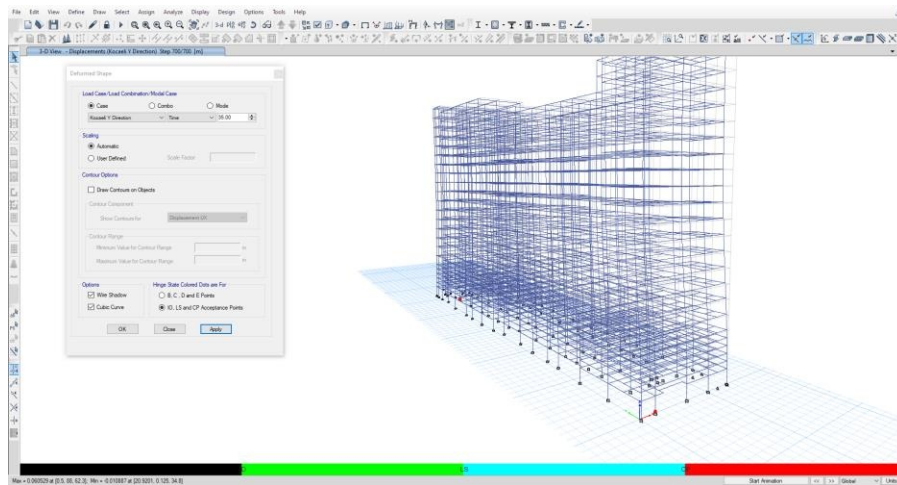 File Edit View Define Draw Select Assign Analyze Display Design Options Tools Help
3-D View - Displacements (Kocaeli Y Direction) Step 700/700 [m]
Deformed Shape
Load Case/Load Combination/Modal Case
Case Combo Mode
Kocaeli Y Direction Time
Scaling
Automatic
User Defined Scale Factor
Contour Options
Draw Contours on Objects
Contour Component
Show Contours for Displacement UX
Contour Range
Minimum Value for Contour Range m
Maximum Value for Contour Range m
Options Hinge State Colored Dots are For
Wire Shadow B, C, D and E Points
Cubic Curve IO, LS and CP Acceptance Points
OK Close Apply
LS
Start Animation << >> Global